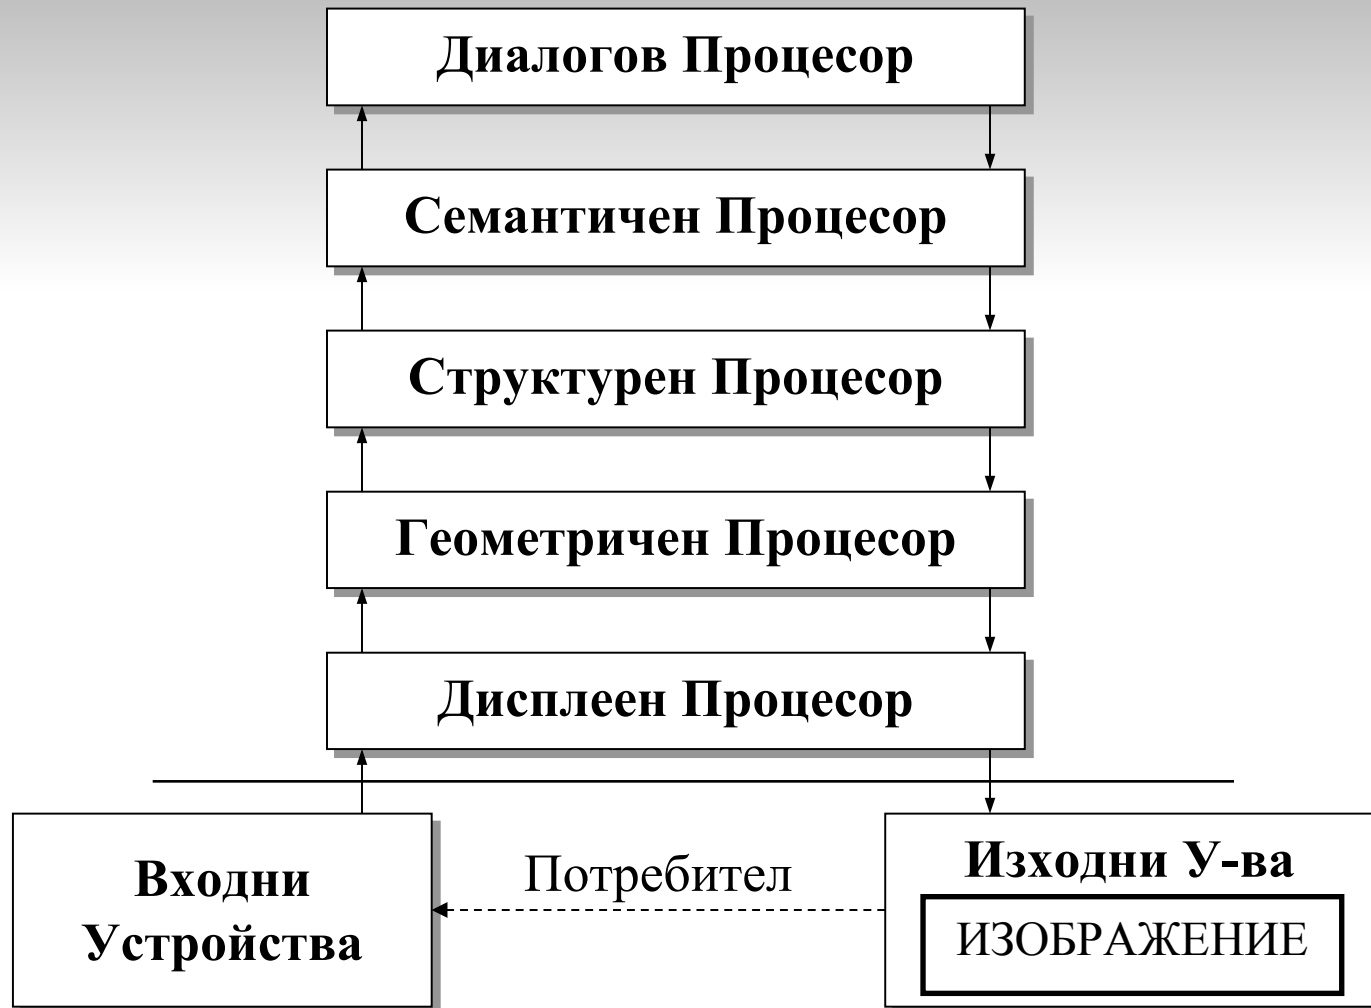 Диалогов Процесор
Семантичен Процесор
Структурен Процесор
Геометричен Процесор
Дисплеен Процесор
Входни
Устройства
Потребител
Изходни У-ва
ИЗОБРАЖЕНИЕ